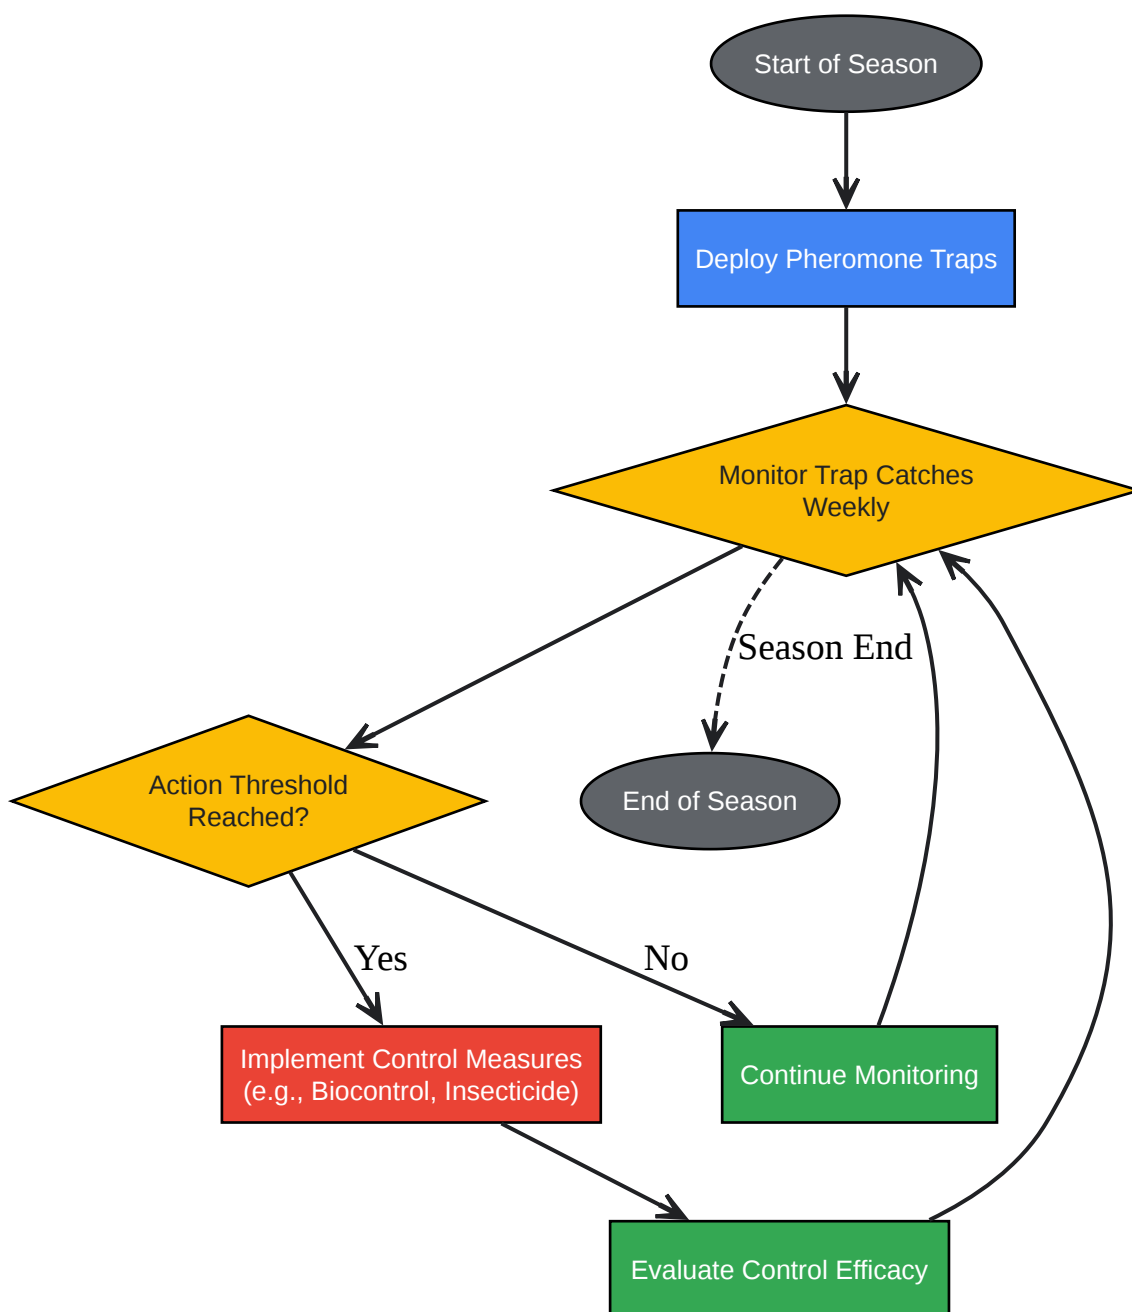 Start of Season
Deploy Pheromone Traps
Monitor Trap Catches
Weekly
Season End
Action Threshold
Reached?
End of Season
Yes
No
Implement Control Measures
(e.g., Biocontrol, Insecticide)
Continue Monitoring
Evaluate Control Efficacy